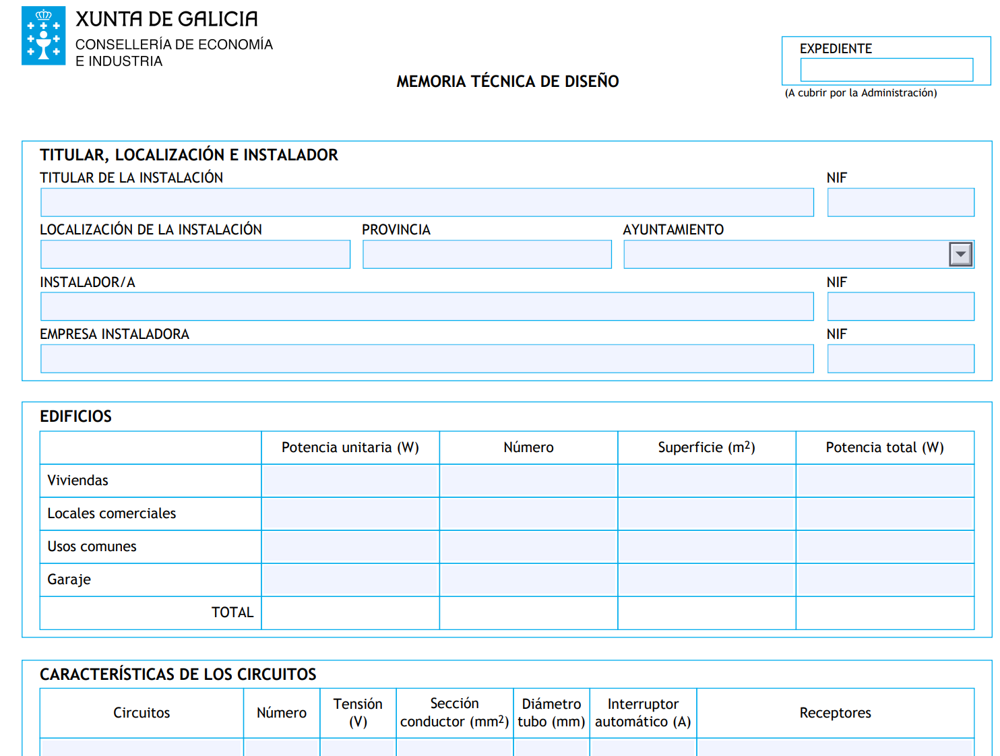 XUNTA DE GALICIA
CONSELLERÍA DE ECONOMÍA
E INDUSTRIA
EXPEDIENTE
MEMORIA TÉCNICA DE DISEÑO
(A cubrir por la Administración)
TITULAR, LOCALIZACIÓN E INSTALADOR
TITULAR DE LA INSTALACIÓN NIF
LOCALIZACIÓN DE LA INSTALACIÓN PROVINCIA AYUNTAMIENTO
INSTALADOR/A NIF
EMPRESA INSTALADORA NIF
EDIFICIOS
Potencia unitaria (W) Número Superficie (m²) Potencia total (W)
Viviendas
Locales comerciales
Usos comunes
Garaje
TOTAL
CARACTERÍSTICAS DE LOS CIRCUITOS
Circuitos Número Tensión (V) Sección conductor (mm²) Diámetro tubo (mm) Interruptor automático (A) Receptores